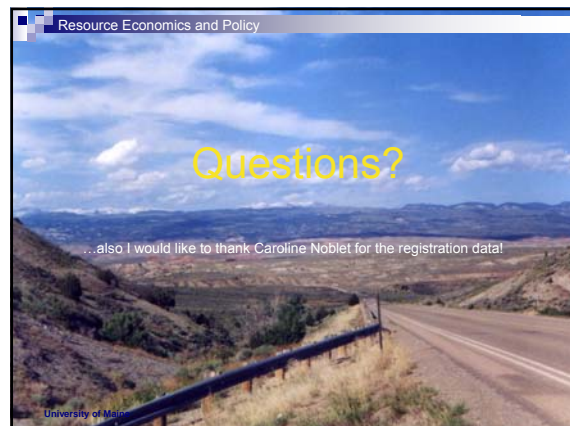 Resource Economics and Policy
Questions?
...also I would like to thank Caroline Noblet for the registration data!
University of Maine